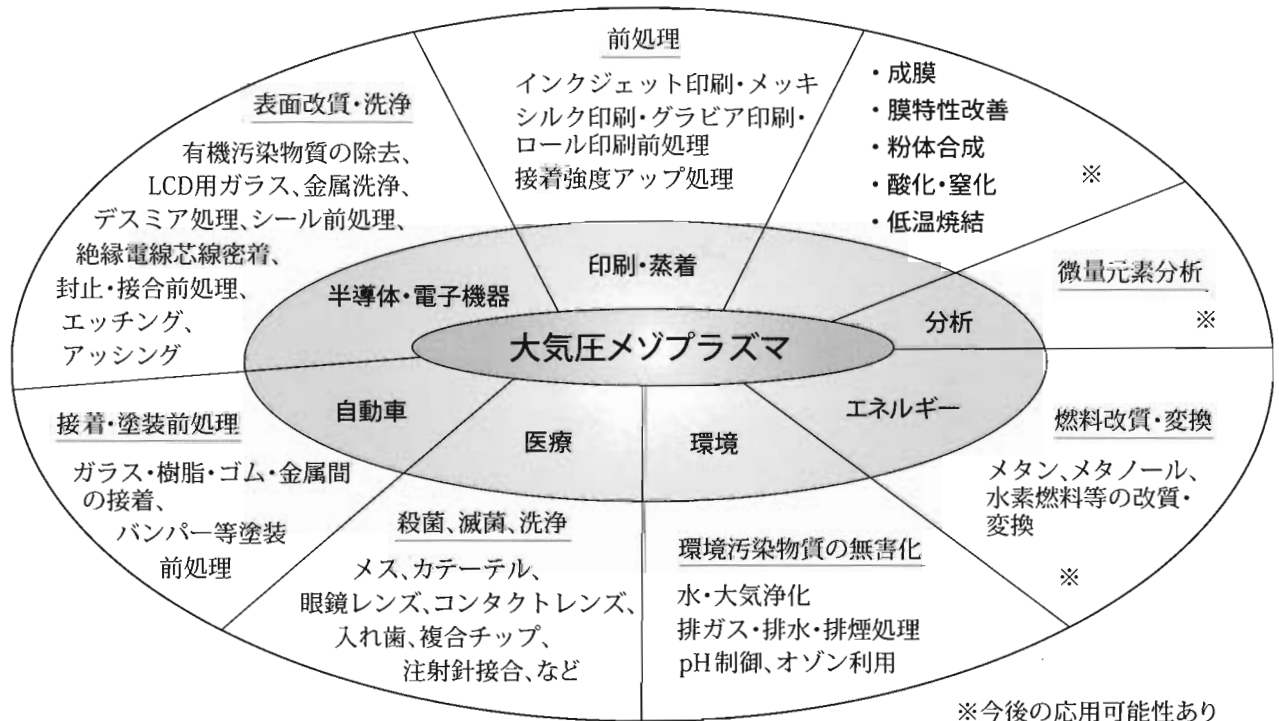 前処理
インクジェット印刷・メッキ
シルク印刷・グラビア印刷・
ロール印刷前処理
接着強度アップ処理
・成膜
・膜特性改善
・粉体合成
・酸化・窒化
・低温焼結
※
表面改質・洗浄
有機汚染物質の除去、
LCD用ガラス、金属洗浄、
デスミア処理、シール前処理、
絶縁電線芯線密着、
封止・接合前処理、
エッチング、
アッシング
印刷・蒸着
半導体・電子機器
大気圧メゾプラズマ
分析
微量元素分析
※
自動車
医療
環境
エネルギー
接着・塗装前処理
ガラス・樹脂・ゴム・金属間
の接着、
バンパー等塗装
前処理
殺菌、滅菌、洗浄
メス、カテーテル、
眼鏡レンズ、コンタクトレンズ、
入れ歯、複合チップ、
注射針接合、など
環境汚染物質の無害化
水・大気浄化
排ガス・排水・排煙処理
pH制御、オゾン利用
燃料改質・変換
メタン、メタノール、
水素燃料等の改質・
変換
※
※今後の応用可能性あり